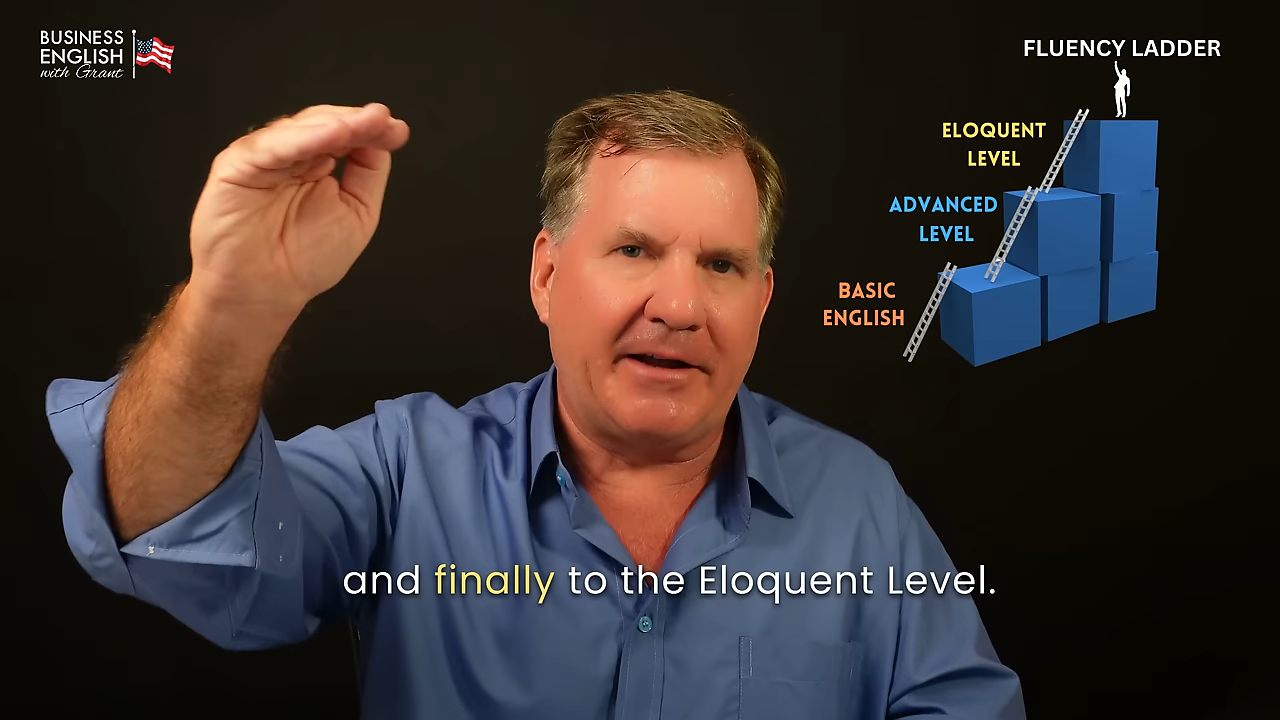 BUSINESS
ENGLISH
with Grant
FLUENCY LADDER
ELOQUENT
LEVEL
ADVANCED
LEVEL
BASIC
ENGLISH
and finally to the Eloquent Level.